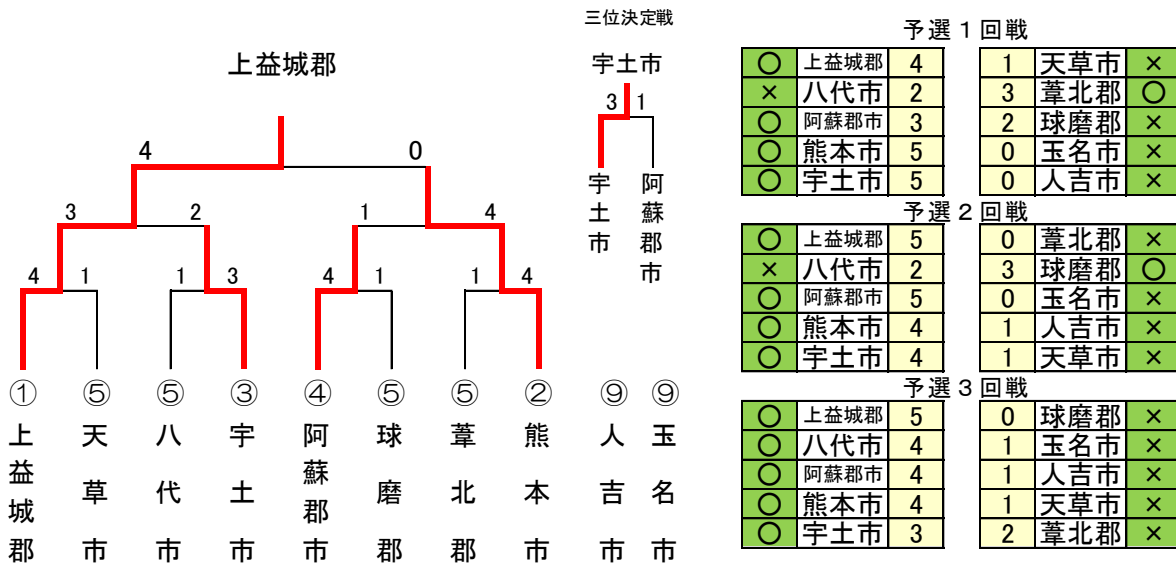 三位決定戦
上益城郡
宇土市
3 1
4 0
宇土市 阿蘇郡市
3 2 1 4
4 1 1 3 4 1 1 4
① ⑤ ⑤ ③ ④ ⑤ ⑤ ② ⑨ ⑨
上益城郡 天草市 八代市 宇土市 阿蘇郡市 球磨郡 葦北郡 熊本市 人吉市 玉名市
予選1回戦
○ 上益城郡 4 1 天草市 ×
× 八代市 2 3 葦北郡 ○
○ 阿蘇郡市 3 2 球磨郡 ×
○ 熊本市 5 0 玉名市 ×
○ 宇土市 5 0 人吉市 ×
予選2回戦
○ 上益城郡 5 0 葦北郡 ×
× 八代市 2 3 球磨郡 ○
○ 阿蘇郡市 5 0 玉名市 ×
○ 熊本市 4 1 人吉市 ×
○ 宇土市 4 1 天草市 ×
予選3回戦
○ 上益城郡 5 0 球磨郡 ×
○ 八代市 4 1 玉名市 ×
○ 阿蘇郡市 4 1 人吉市 ×
○ 熊本市 4 1 天草市 ×
○ 宇土市 3 2 葦北郡 ×